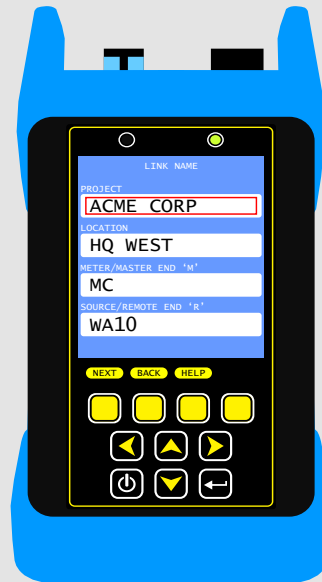 LINK NAME
PROJECT
ACME CORP
LOCATION
HQ WEST
METER/MASTER END 'M'
MC
SOURCE/REMOTE END 'R'
WA10
NEXT BACK HELP